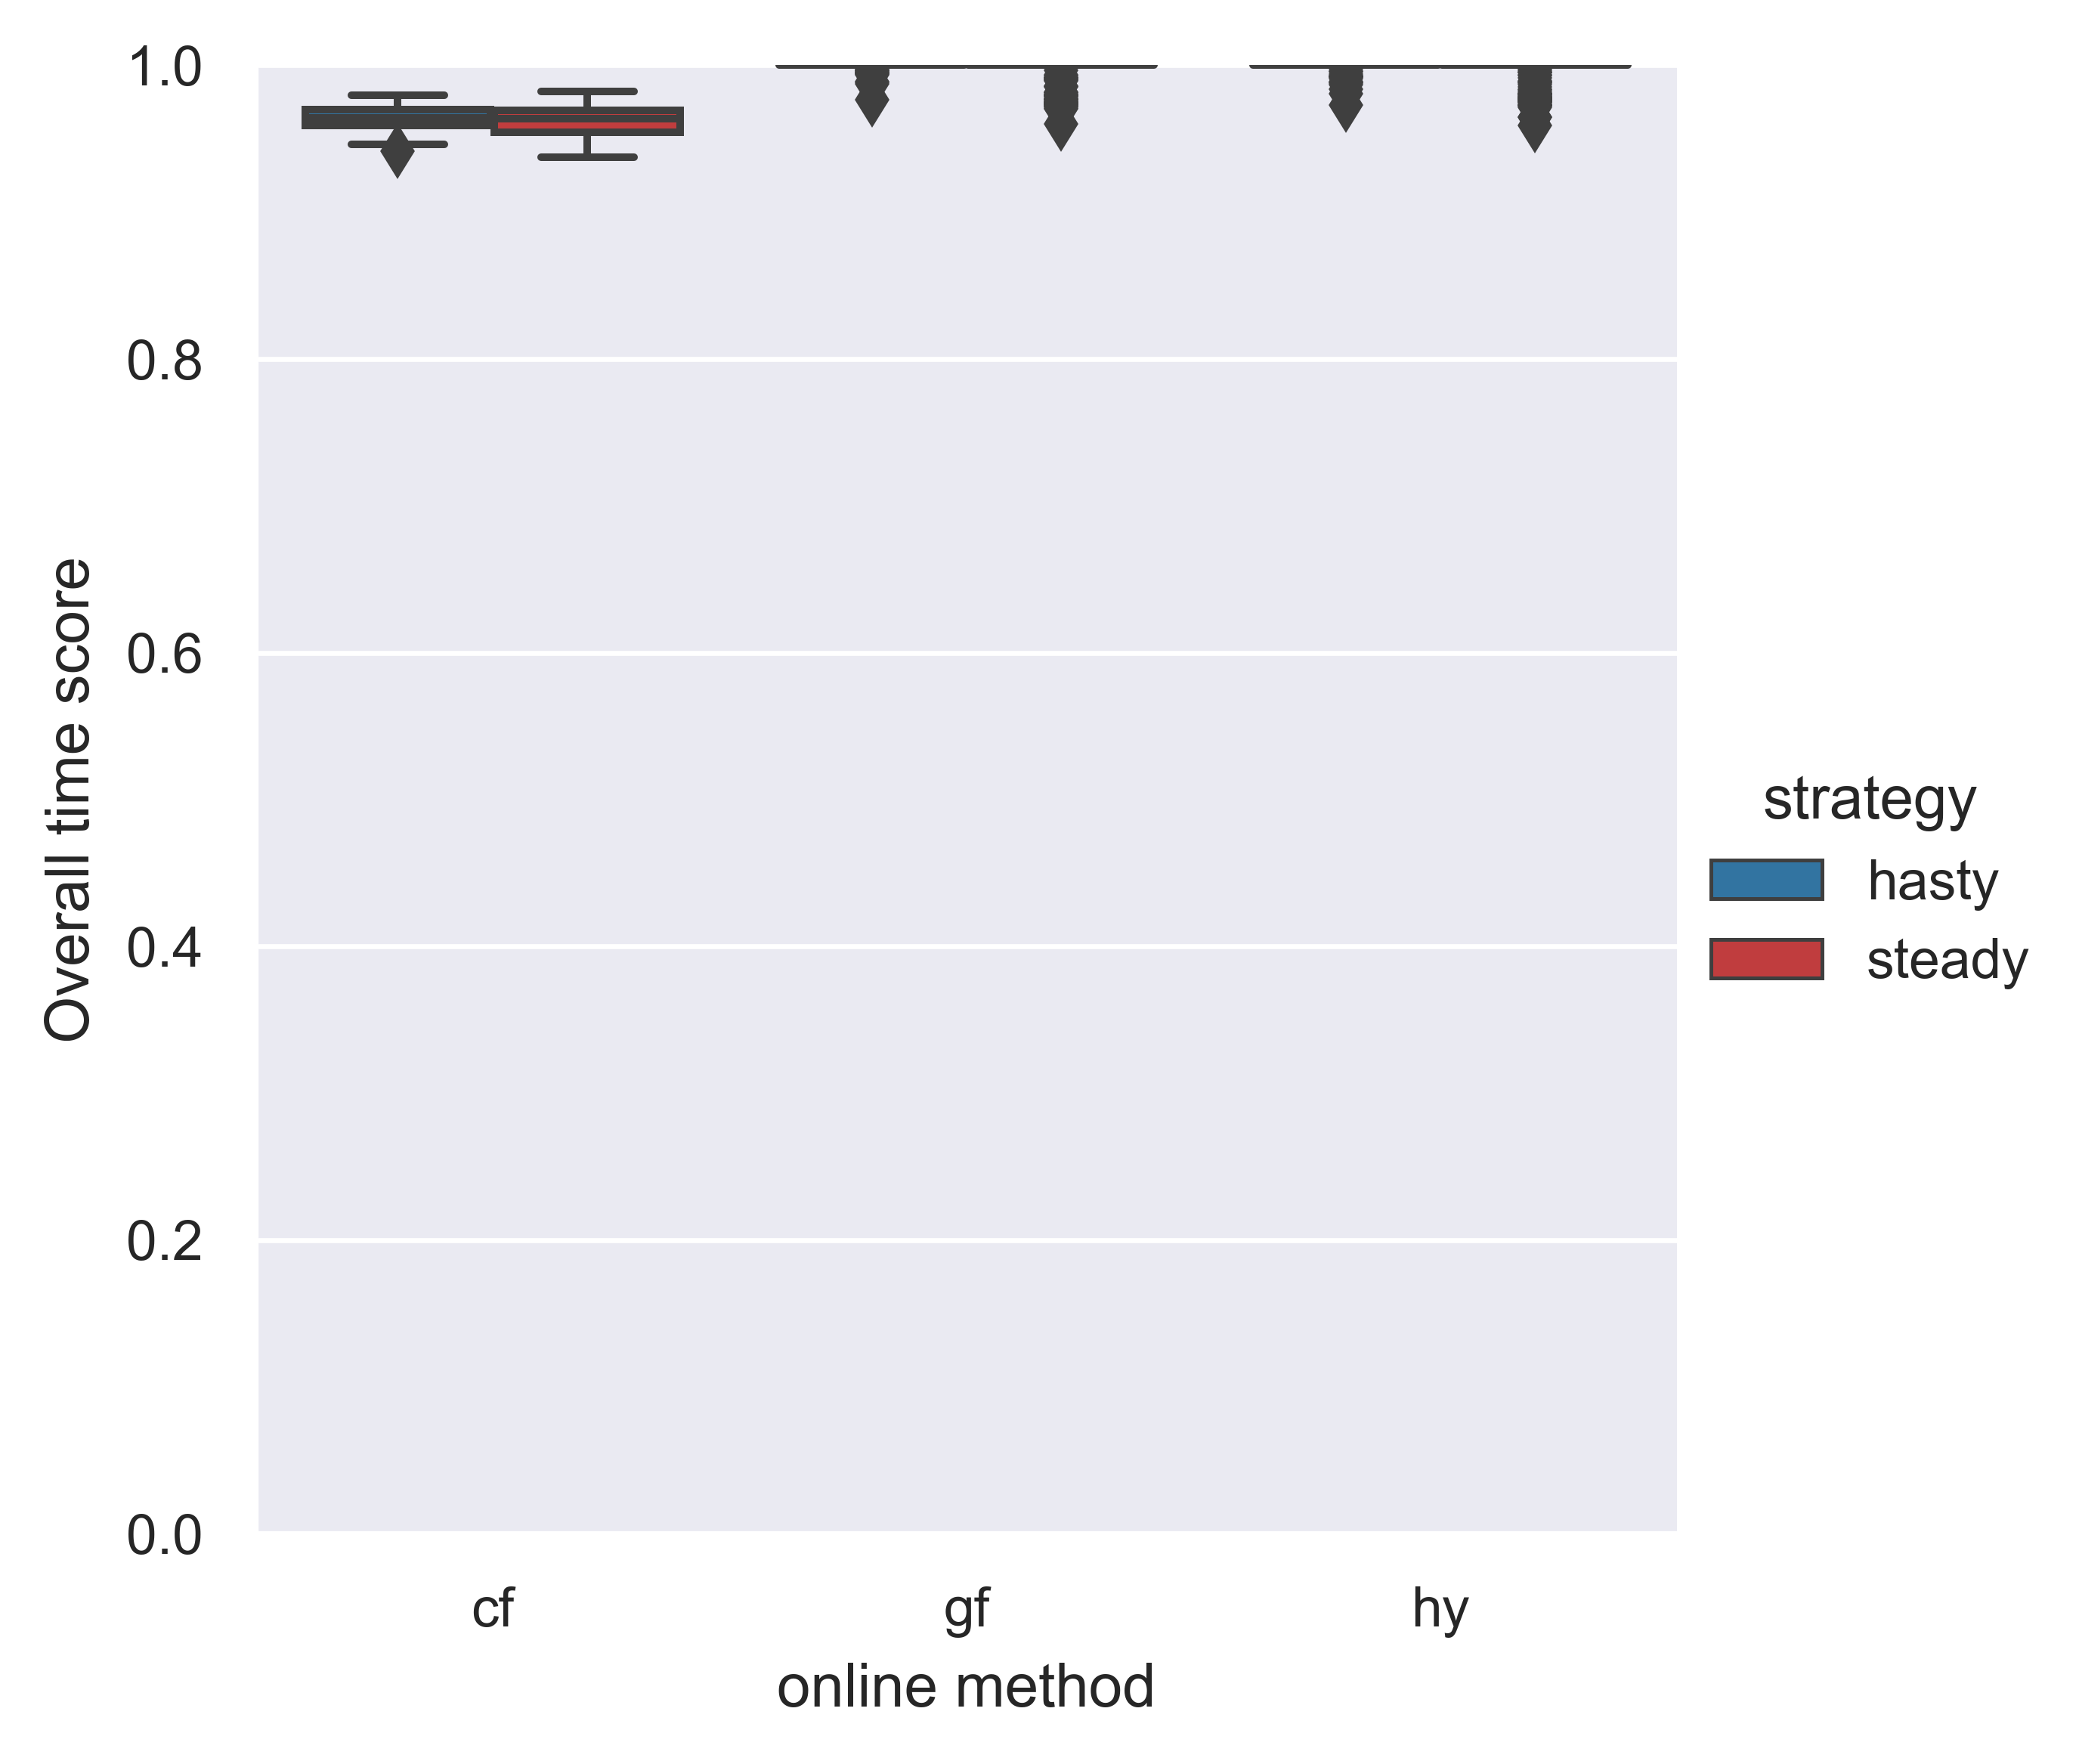 1.0
0.8
0.6
0.4
0.2
0.0
Overall time score
cf
gf
hy
online method
strategy
hasty
steady